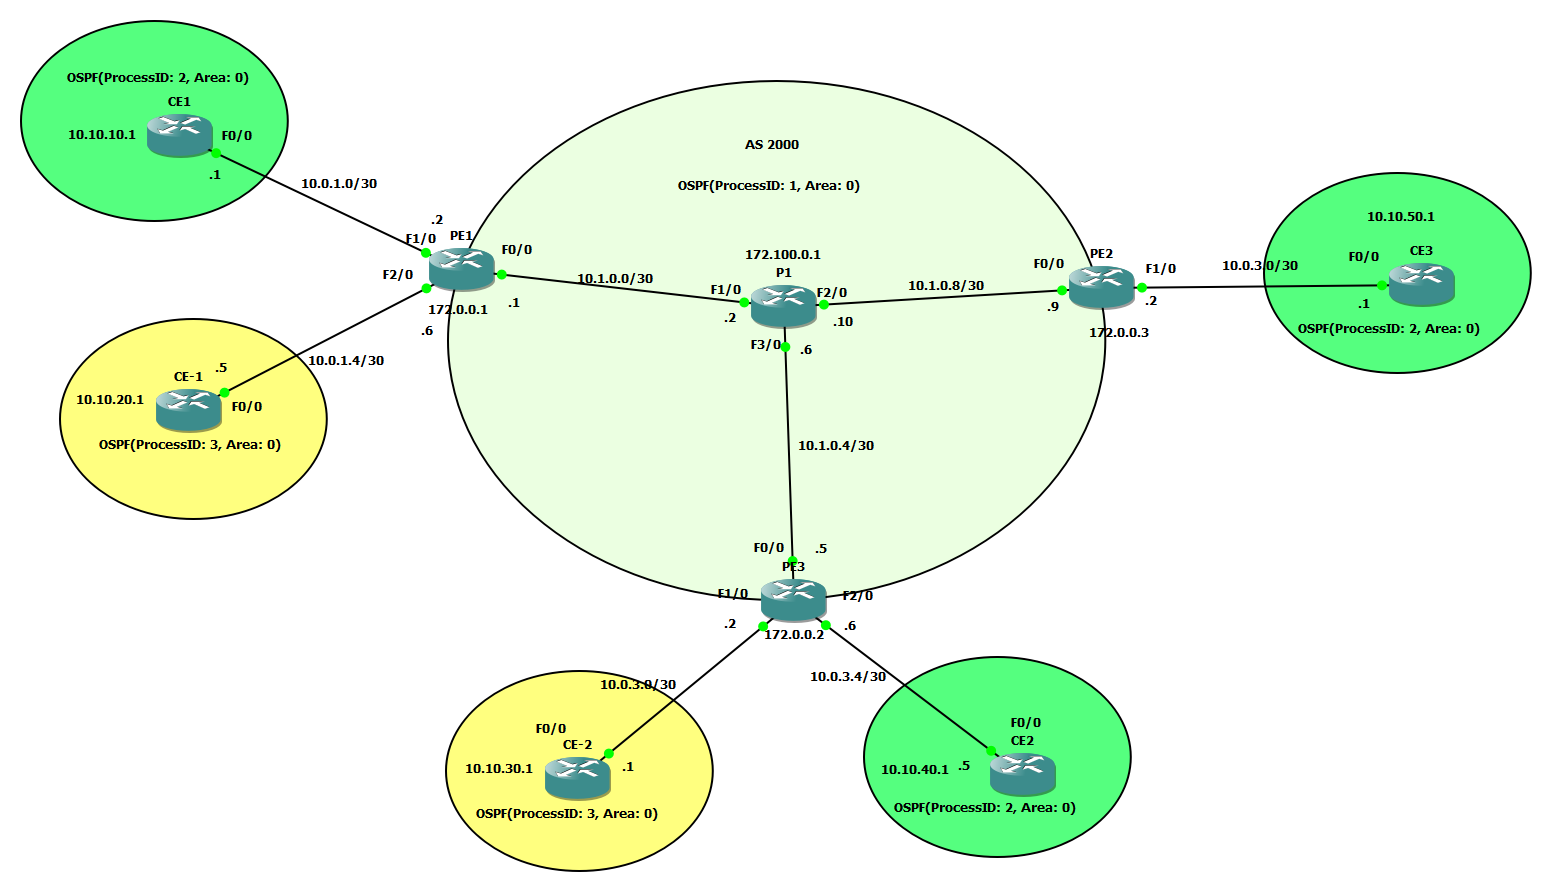 OSPF(ProcessID: 2, Area: 0)
CE1
10.10.10.1
F0/0
.1
10.0.1.0/30
.2
F1/0
PE1
F0/0
F2/0
.1
172.0.0.1
.6
10.0.1.4/30
.5
CE-1
10.10.20.1
F0/0
OSPF(ProcessID: 3, Area: 0)
AS 2000
OSPF(ProcessID: 1, Area: 0)
10.1.0.0/30
172.100.0.1
P1
F1/0
F2/0
.2
.10
F3/0
.6
10.1.0.8/30
PE2
F0/0
F1/0
.9
.2
172.0.0.3
10.0.3.0/30
10.10.50.1
CE3
F0/0
.1
OSPF(ProcessID: 2, Area: 0)
10.1.0.4/30
F0/0
.5
PE3
F1/0
F2/0
.2
.6
172.0.0.2
10.0.3.0/30
F0/0
CE-2
10.10.30.1
.1
OSPF(ProcessID: 3, Area: 0)
10.0.3.4/30
F0/0
CE2
10.10.40.1
.5
OSPF(ProcessID: 2, Area: 0)